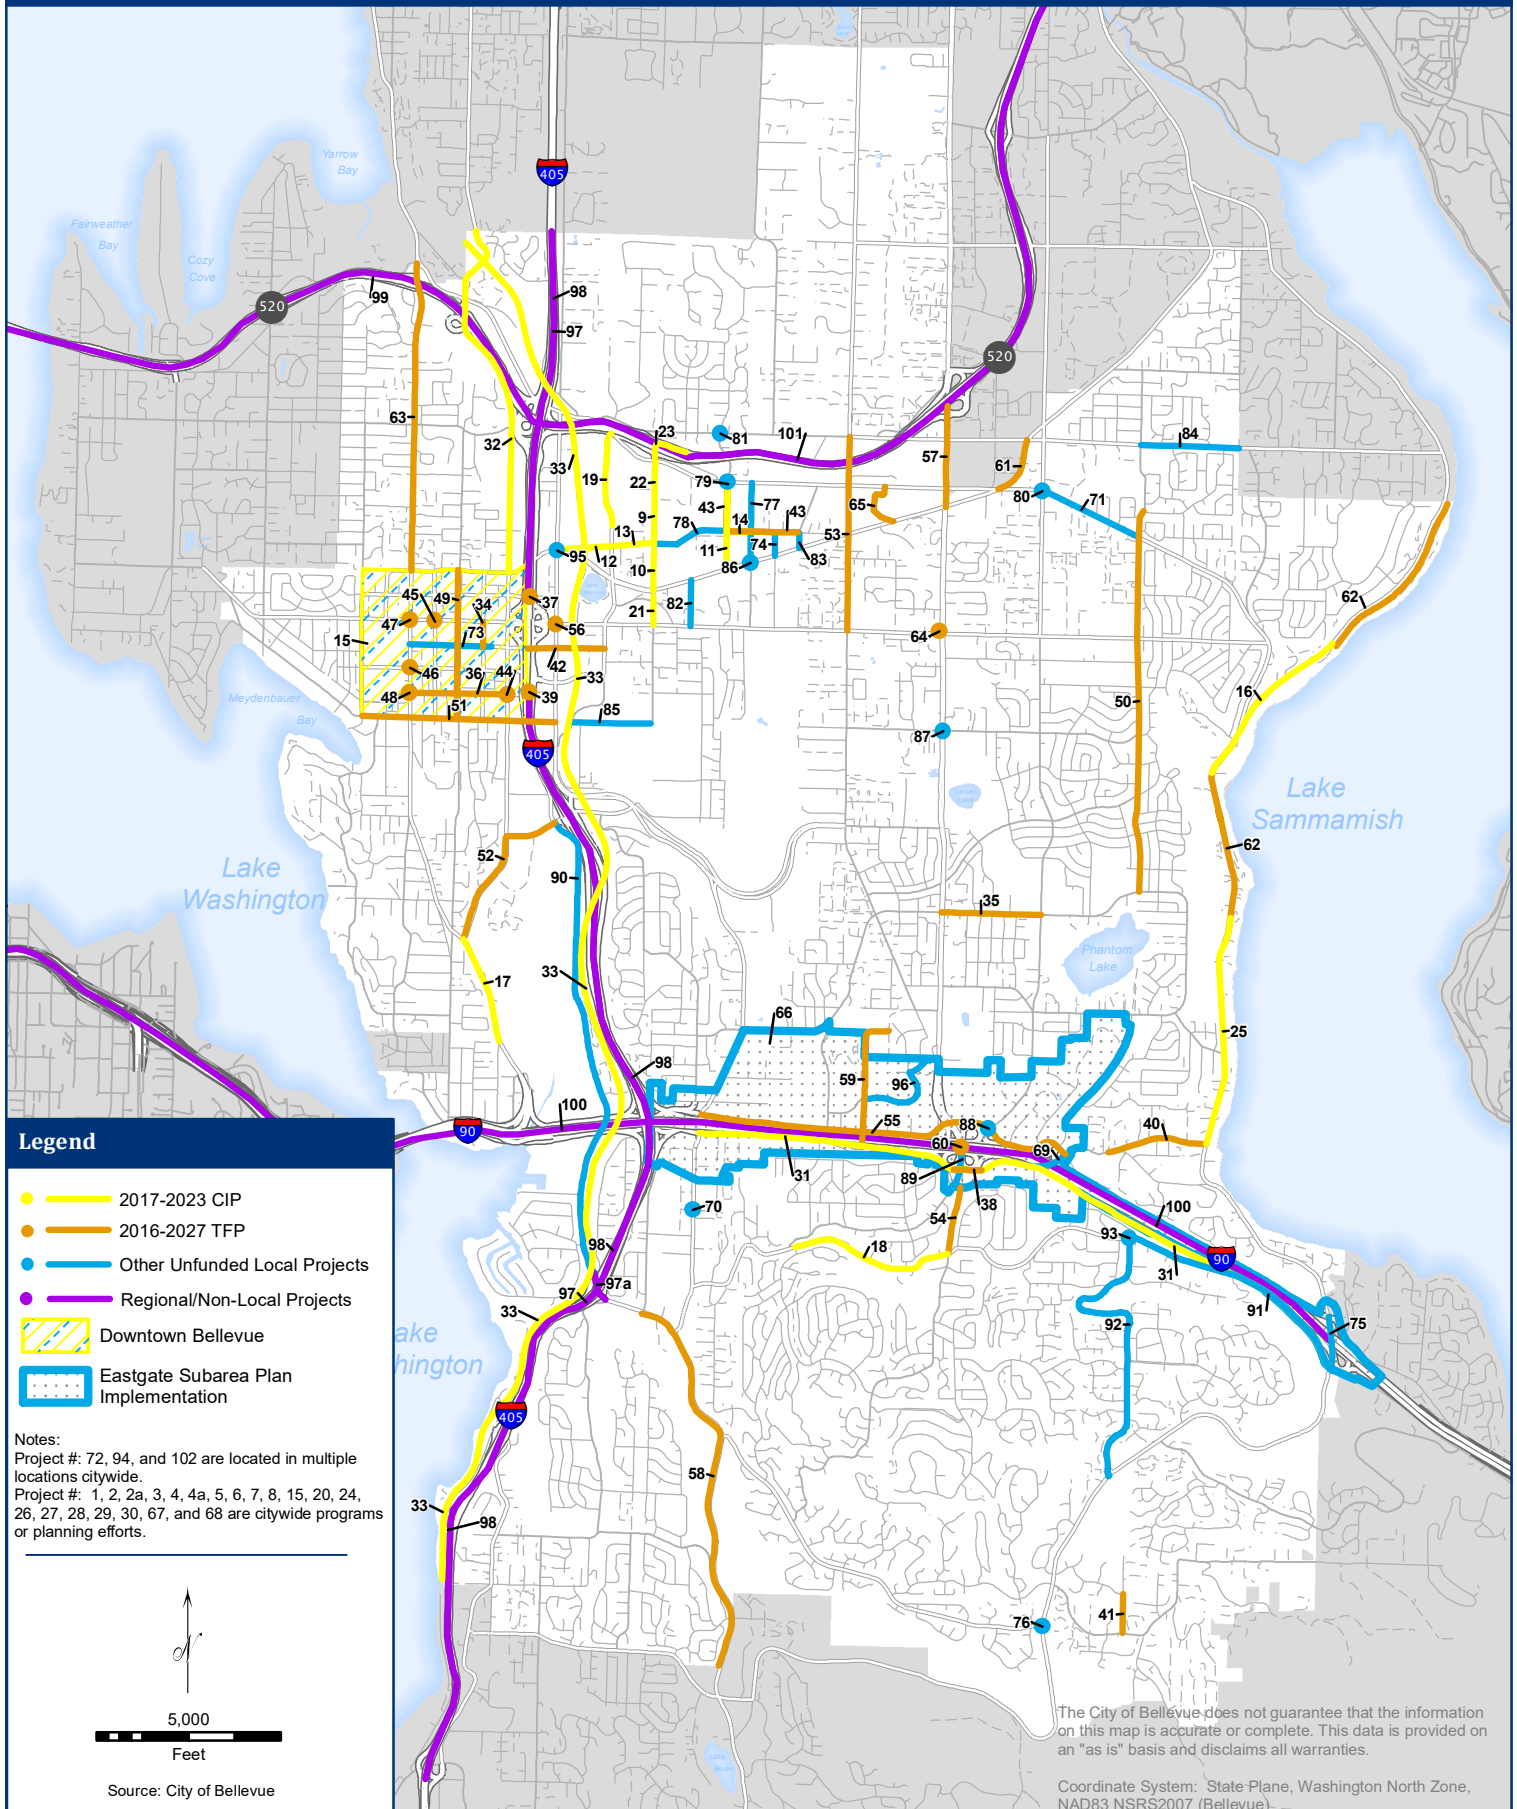 Yarrow
Bay
405
Fairweather
Bay
Cozy
Cove
98
99
520
97
520
63
32
23
81
101
84
33
57
61
19
22
79
80
71
43
77
65
9
78
14
43
13
53
95
12
11
74
83
86
10
62
45
49
34
37
82
47
56
21
15
73
64
42
46
36
44
33
16
48
39
51
50
Meydenbauer
Bay
85
87
405
Larsen
Lake
Lake
Sammamish
52
62
Lake
Washington
90
35
Phantom
Lake
33
17
66
25
98
59
96
100
55
88
90
60
40
69
31
89
38
70
100
54
93
18
98
90
31
97a
97
91
33
92
75
ake
hington
405
58
33
98
76
41
Legend
2017-2023 CIP
2016-2027 TFP
Other Unfunded Local Projects
Regional/Non-Local Projects
Downtown Bellevue
Eastgate Subarea Plan
Implementation
Notes:
Project #: 72, 94, and 102 are located in multiple
locations citywide.
Project #:  1, 2, 2a, 3, 4, 4a, 5, 6, 7, 8, 15, 20, 24,
26, 27, 28, 29, 30, 67, and 68 are citywide programs
or planning efforts.
N
5,000
Feet
Source: City of Bellevue
The City of Bellevue does not guarantee that the information
on this map is accurate or complete. This data is provided on
an "as is" basis and disclaims all warranties.
Coordinate System:  State Plane, Washington North Zone,
NAD83 NSRS2007 (Bellevue)